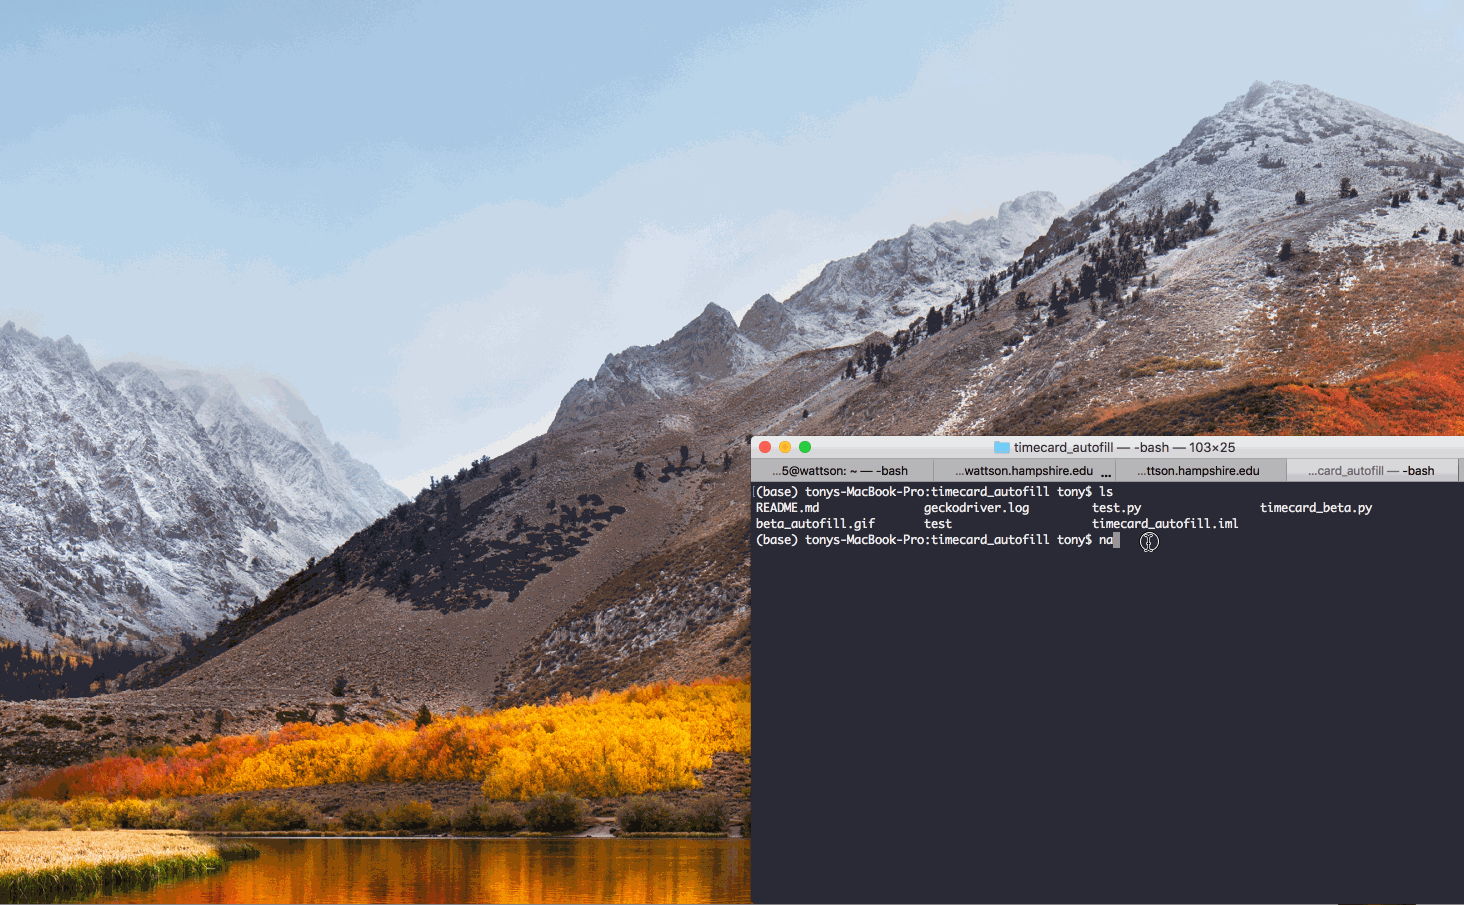 timecard_autofill — -bash — 103×25
...5@wattson: ~ — -bash ...wattson.hampshire.edu ... ...ttson.hampshire.edu ...card_autofill — -bash
(base) tonys-MacBook-Pro:timecard_autofill tony$ ls
README.md geckodriver.log test.py timecard_beta.py
beta_autofill.gif test timecard_autofill.iml
(base) tonys-MacBook-Pro:timecard_autofill tony$ na